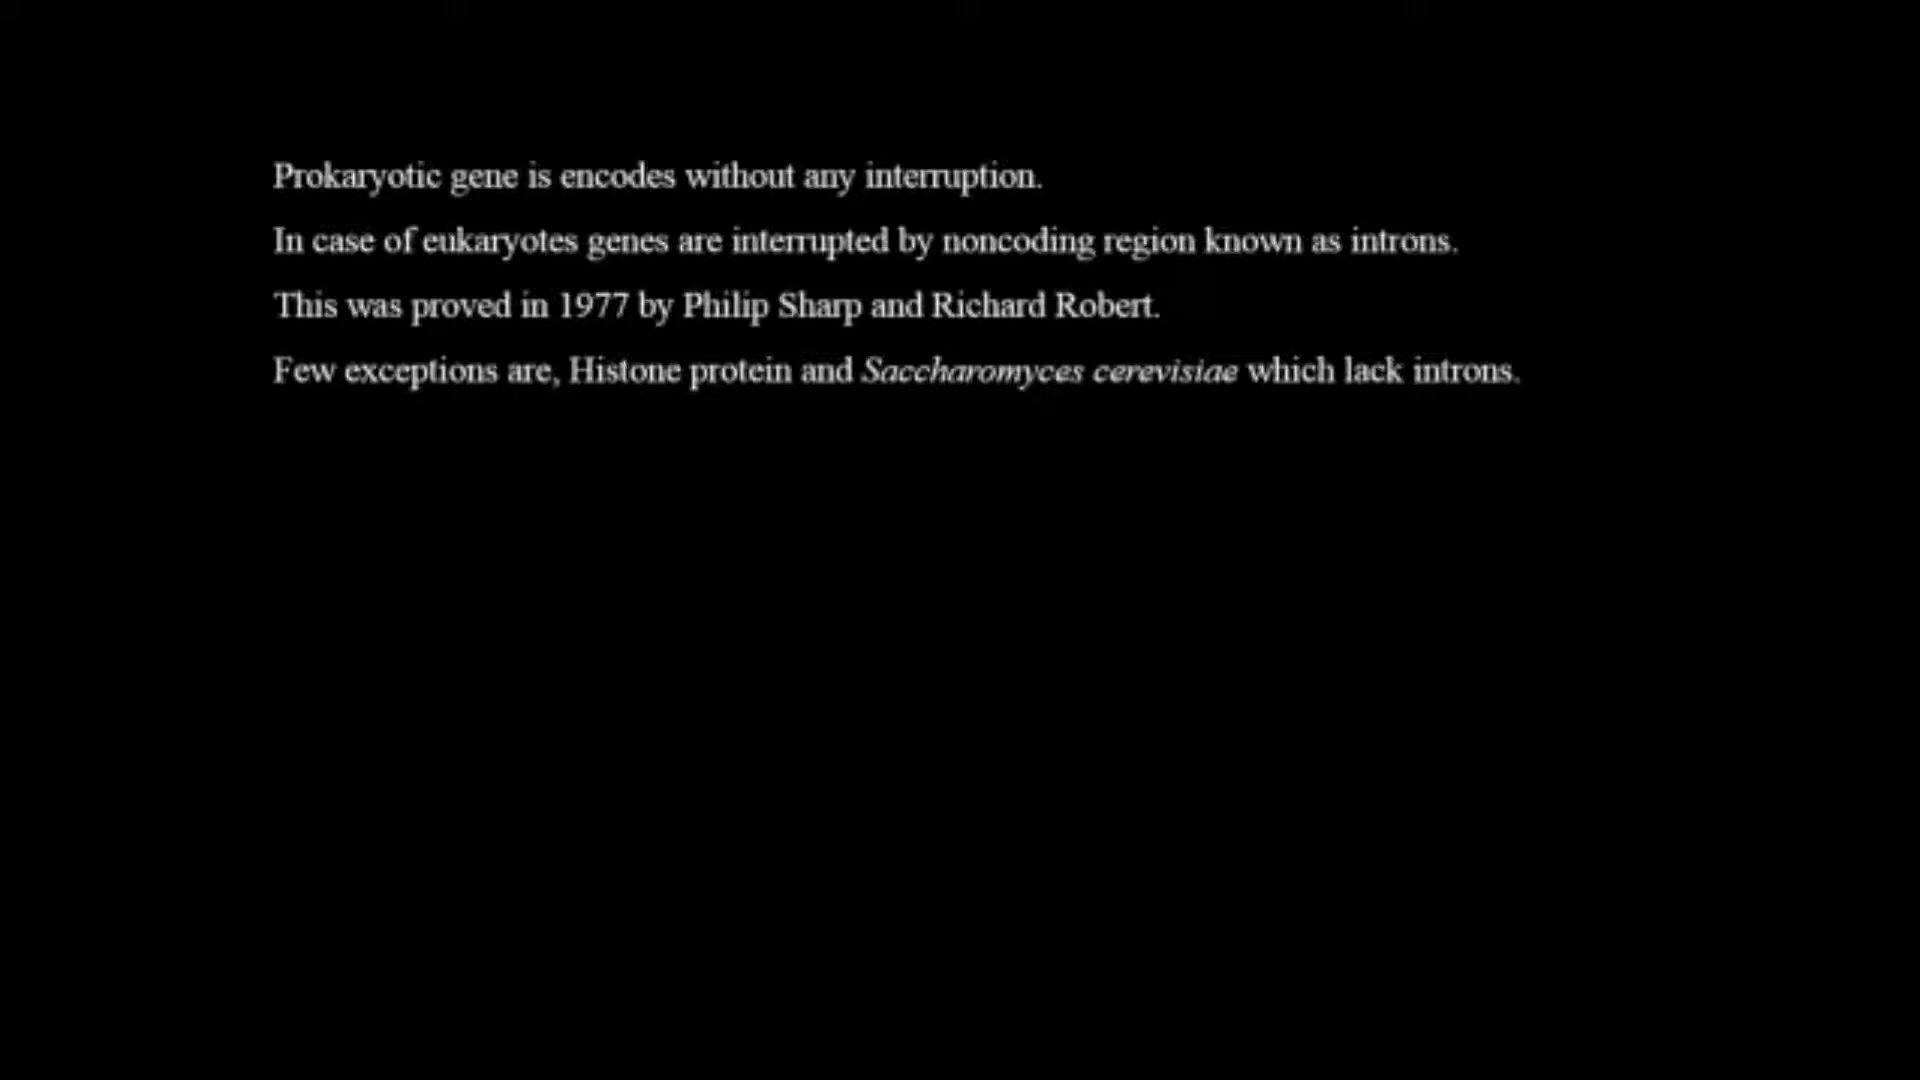 Prokaryotic gene is encodes without any interruption.
In case of eukaryotes genes are interrupted by noncoding region known as introns.
This was proved in 1977 by Philip Sharp and Richard Robert.
Few exceptions are, Histone protein and Saccharomyces cerevisiae which lack introns.